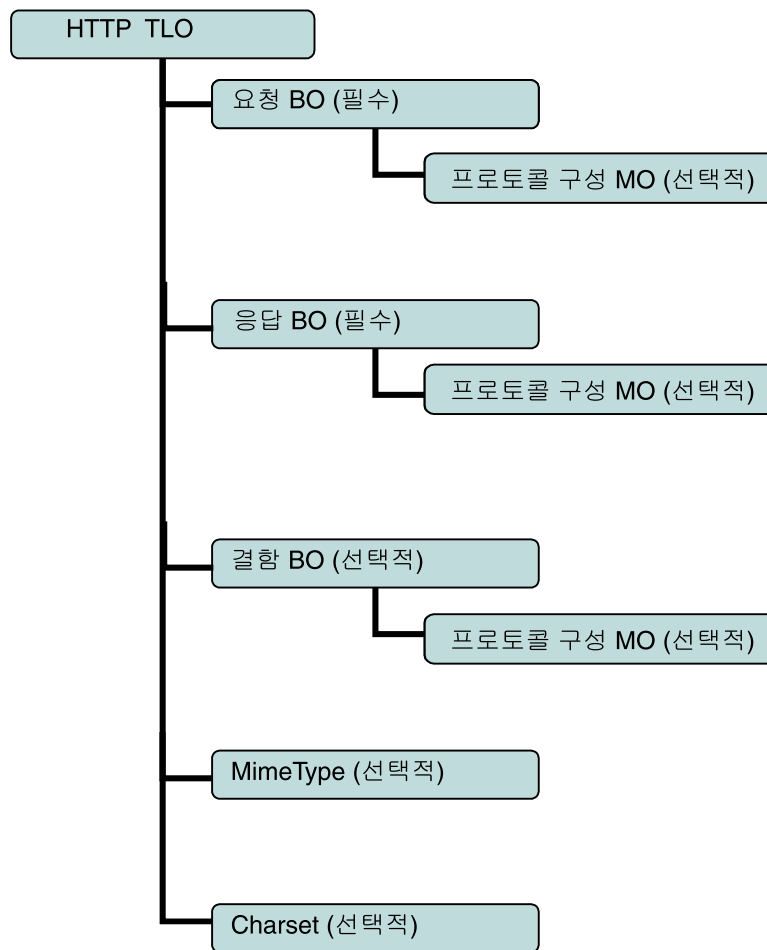 HTTP TLO
요청 BO (필수)
프로토콜 구성 MO (선택적)
응답 BO (필수)
프로토콜 구성 MO (선택적)
결함 BO (선택적)
프로토콜 구성 MO (선택적)
MimeType (선택적)
Charset (선택적)